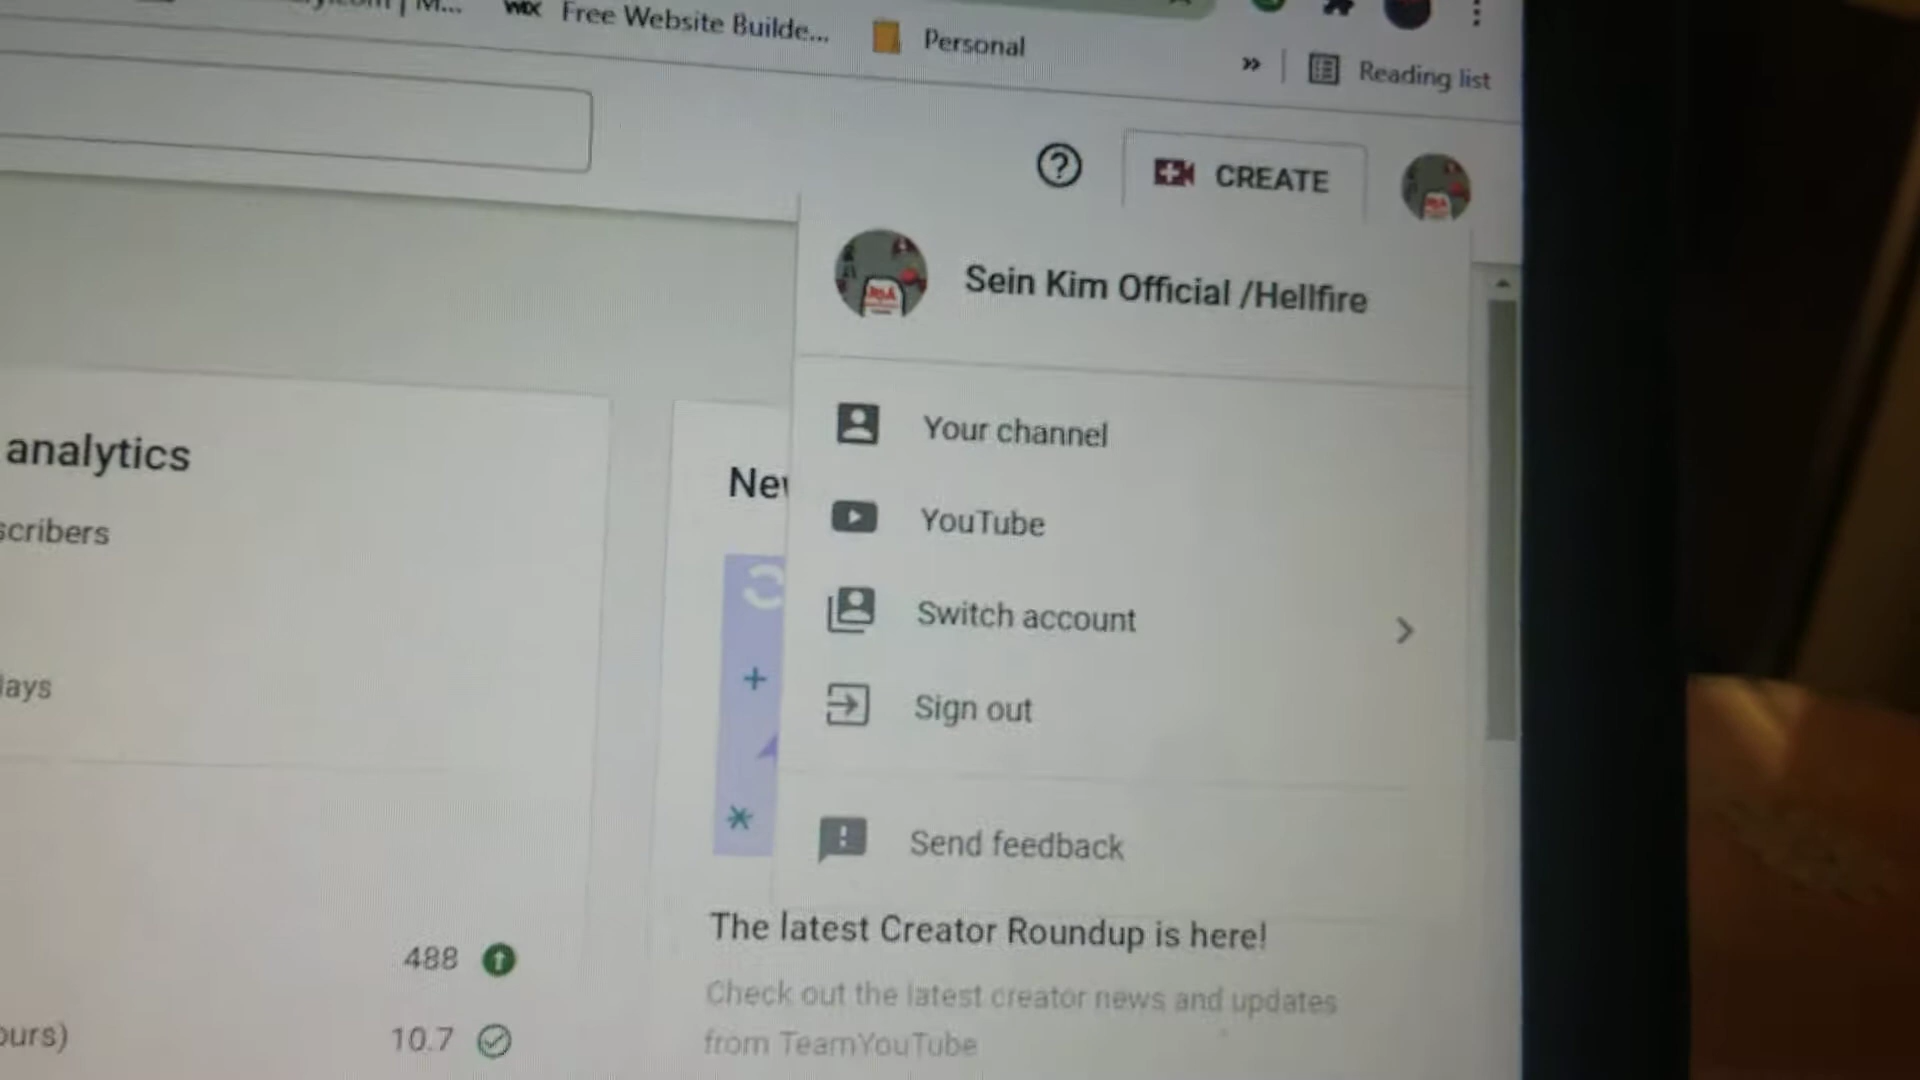 Free Website Builde...
Personal
» Reading list
CREATE
Sein Kim Official /Hellfire
analytics
Your channel
New
scribers
YouTube
Switch account
Sign out
Send feedback
488
The latest Creator Roundup is here!
Check out the latest creator news and updates
from TeamYouTube
10.7